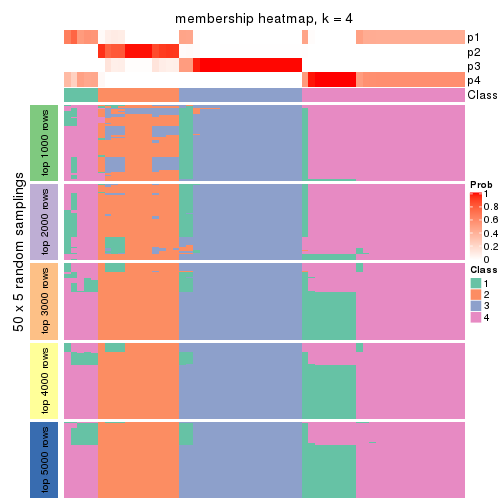 membership heatmap, k = 4
p1
p2
p3
p4
Class
50 x 5 random samplings
top 1000 rows
top 2000 rows
top 3000 rows
top 4000 rows
top 5000 rows
Prob
1
0.8
0.6
0.4
0.2
0
Class
1
2
3
4